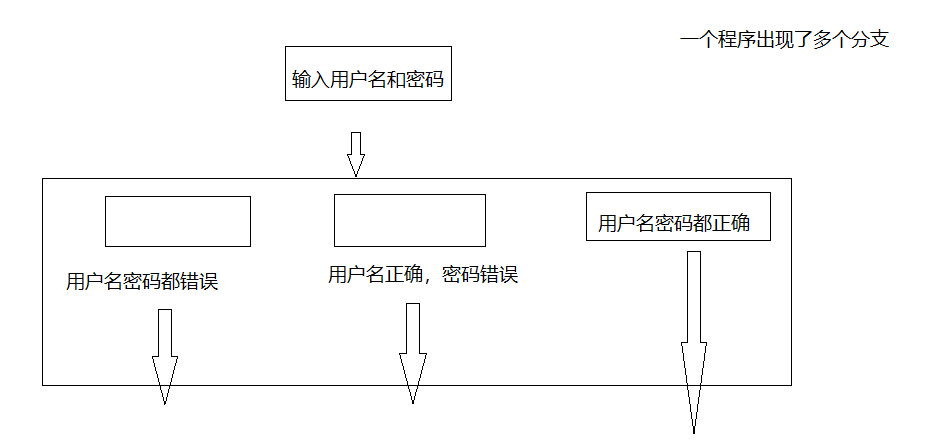 一个程序出现了多个分支
输入用户名和密码
用户名密码都正确
用户名密码都错误
用户名正确，密码错误